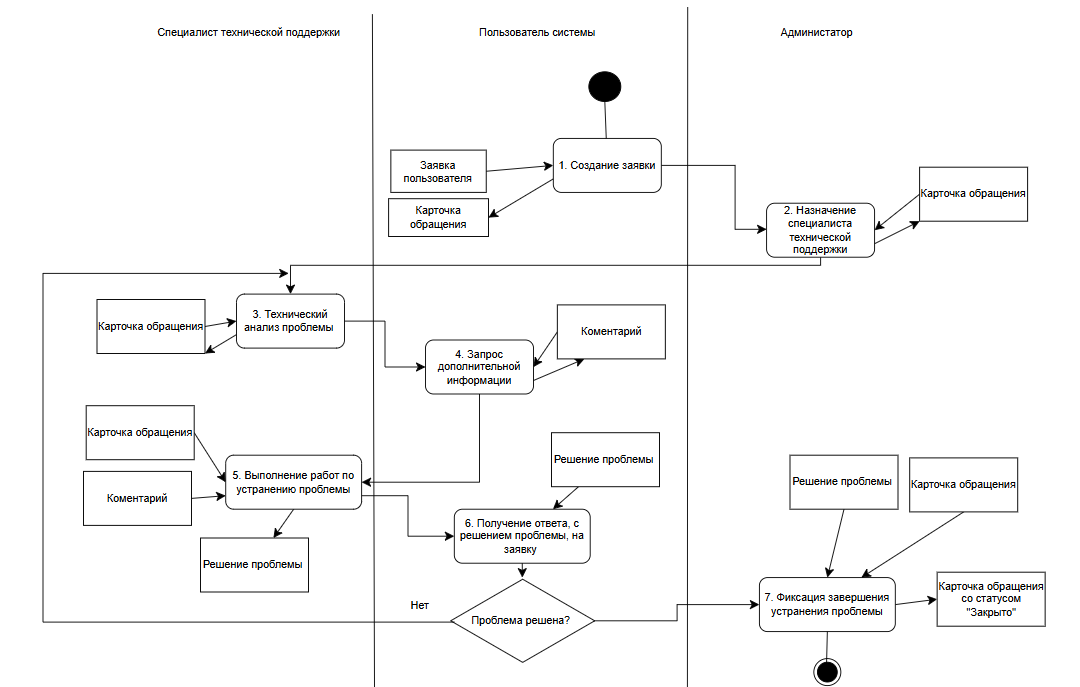 Специалист технической поддержки
Пользователь системы
Администатор
1. Создание заявки
Заявка
пользователя
Карточка
обращения
2. Назначение
специалиста
технической
поддержки
Карточка обращения
3. Технический
анализ проблемы
Карточка обращения
4. Запрос
дополнительной
информации
Коментарий
Карточка обращения
Коментарий
5. Выполнение работ по
устранению проблемы
Решение проблемы
Решение проблемы
6. Получение ответа, с
решением проблемы, на
заявку
Решение проблемы
Карточка обращения
7. Фиксация завершения
устранения проблемы
Карточка обращения
со статусом
"Закрыто"
Нет
Проблема решена?